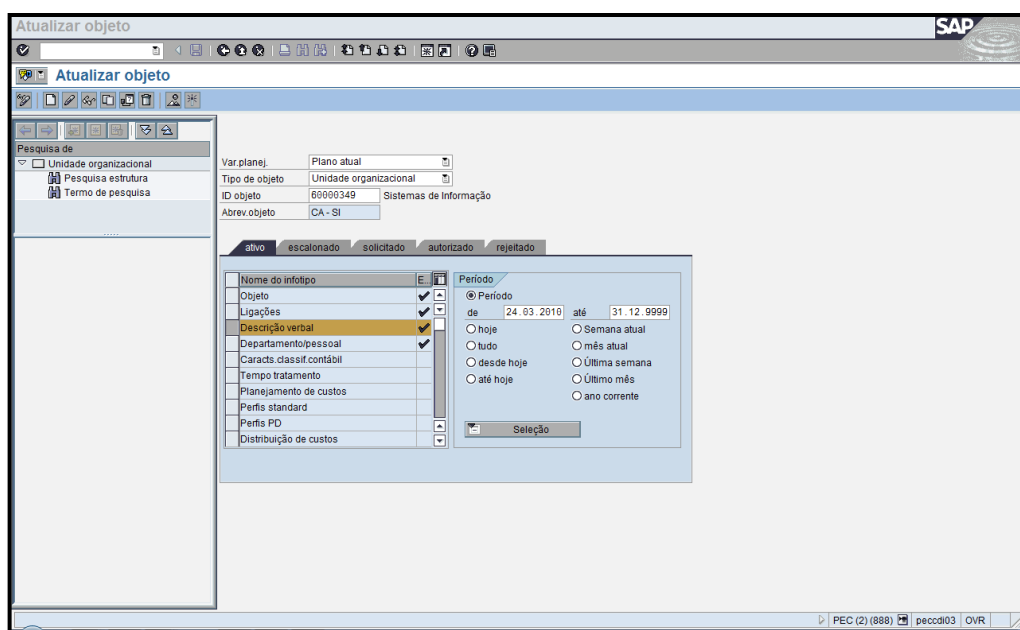 Atualizar objeto
SAP
Atualizar objeto
Pesquisa de
Unidade organizacional
Pesquisa estrutura
Termo de pesquisa
Var.planej. Plano atual
Tipo de objeto Unidade organizacional
ID objeto 60000349 Sistemas de Informação
Abrev.objeto CA - SI
ativo escalonado solicitado autorizado rejeitado
Nome do infotipo E...
Objeto
Ligações
Descrição verbal
Departamento/pessoal
Caracts.classif.contábil
Tempo tratamento
Planejamento de custos
Perfis standard
Perfis PD
Distribuição de custos
Período
Período
de 24.03.2010 até 31.12.9999
hoje Semana atual
tudo mês atual
desde hoje Última semana
até hoje Último mês
ano corrente
Seleção
PEC (2) (888) peccdi03 OVR